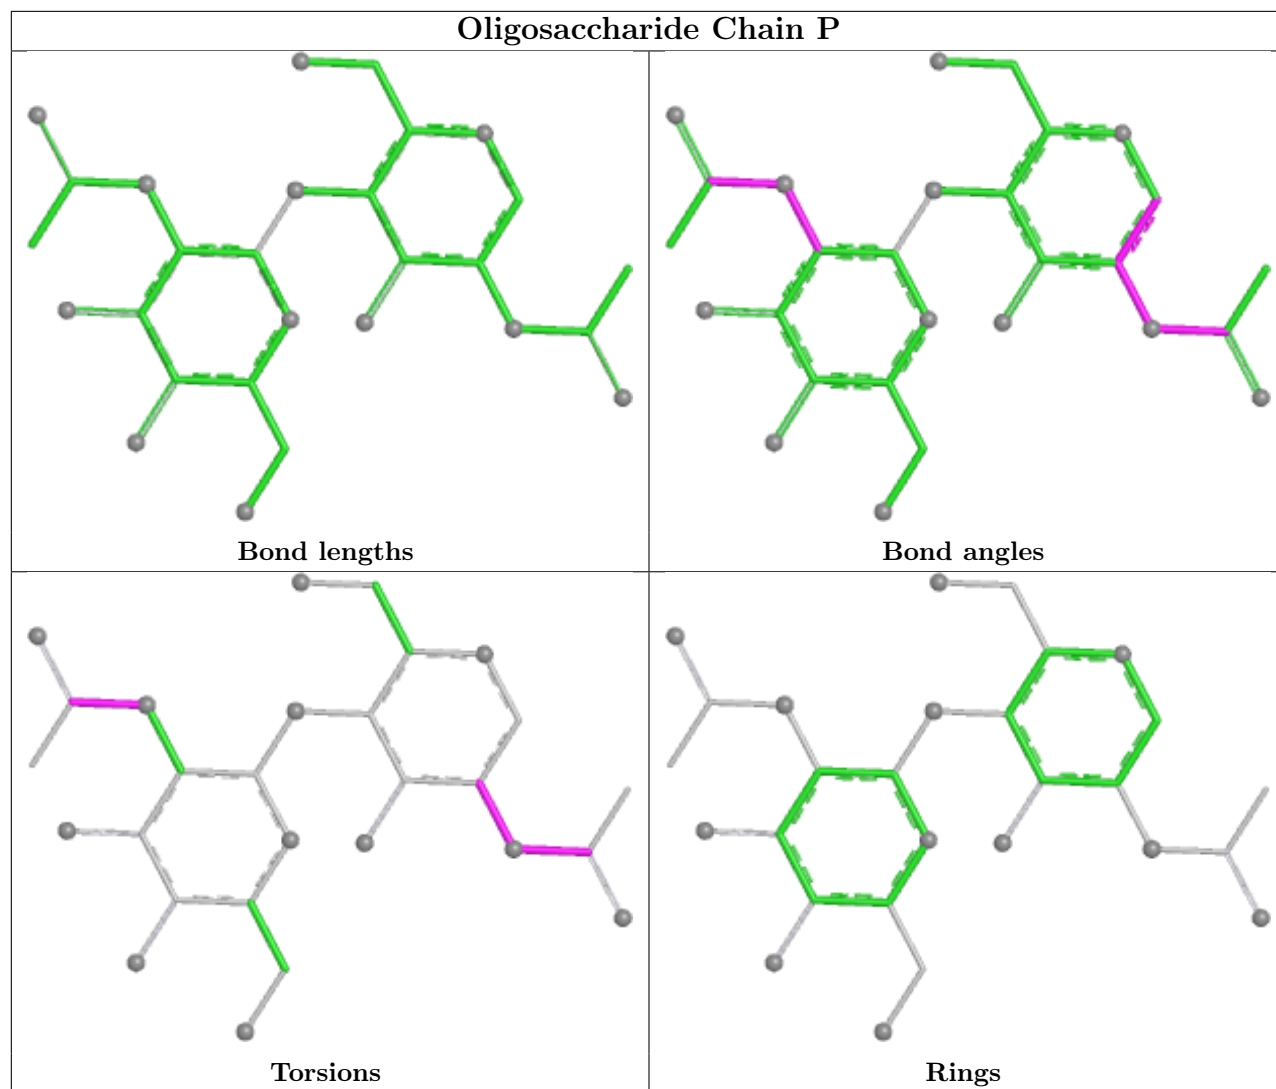 Oligosaccharide Chain P
Bond lengths
Bond angles
Torsions
Rings